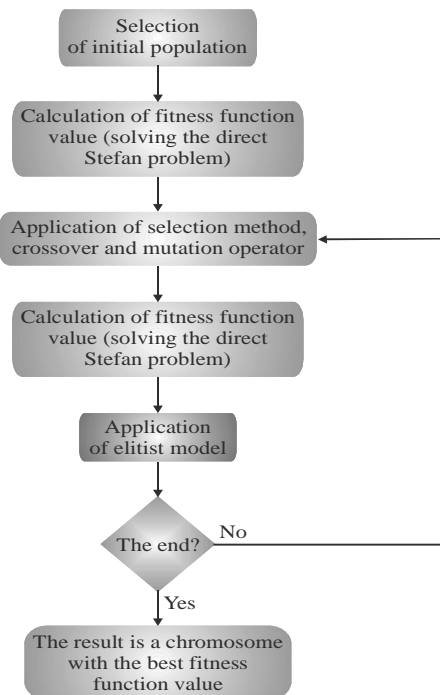 Selection
of initial population
Calculation of fitness function
value (solving the direct
Stefan problem)
Application of selection method,
crossover and mutation operator
Calculation of fitness function
value (solving the direct
Stefan problem)
Application
of elitist model
The end?
No
Yes
The result is a chromosome
with the best fitness
function value